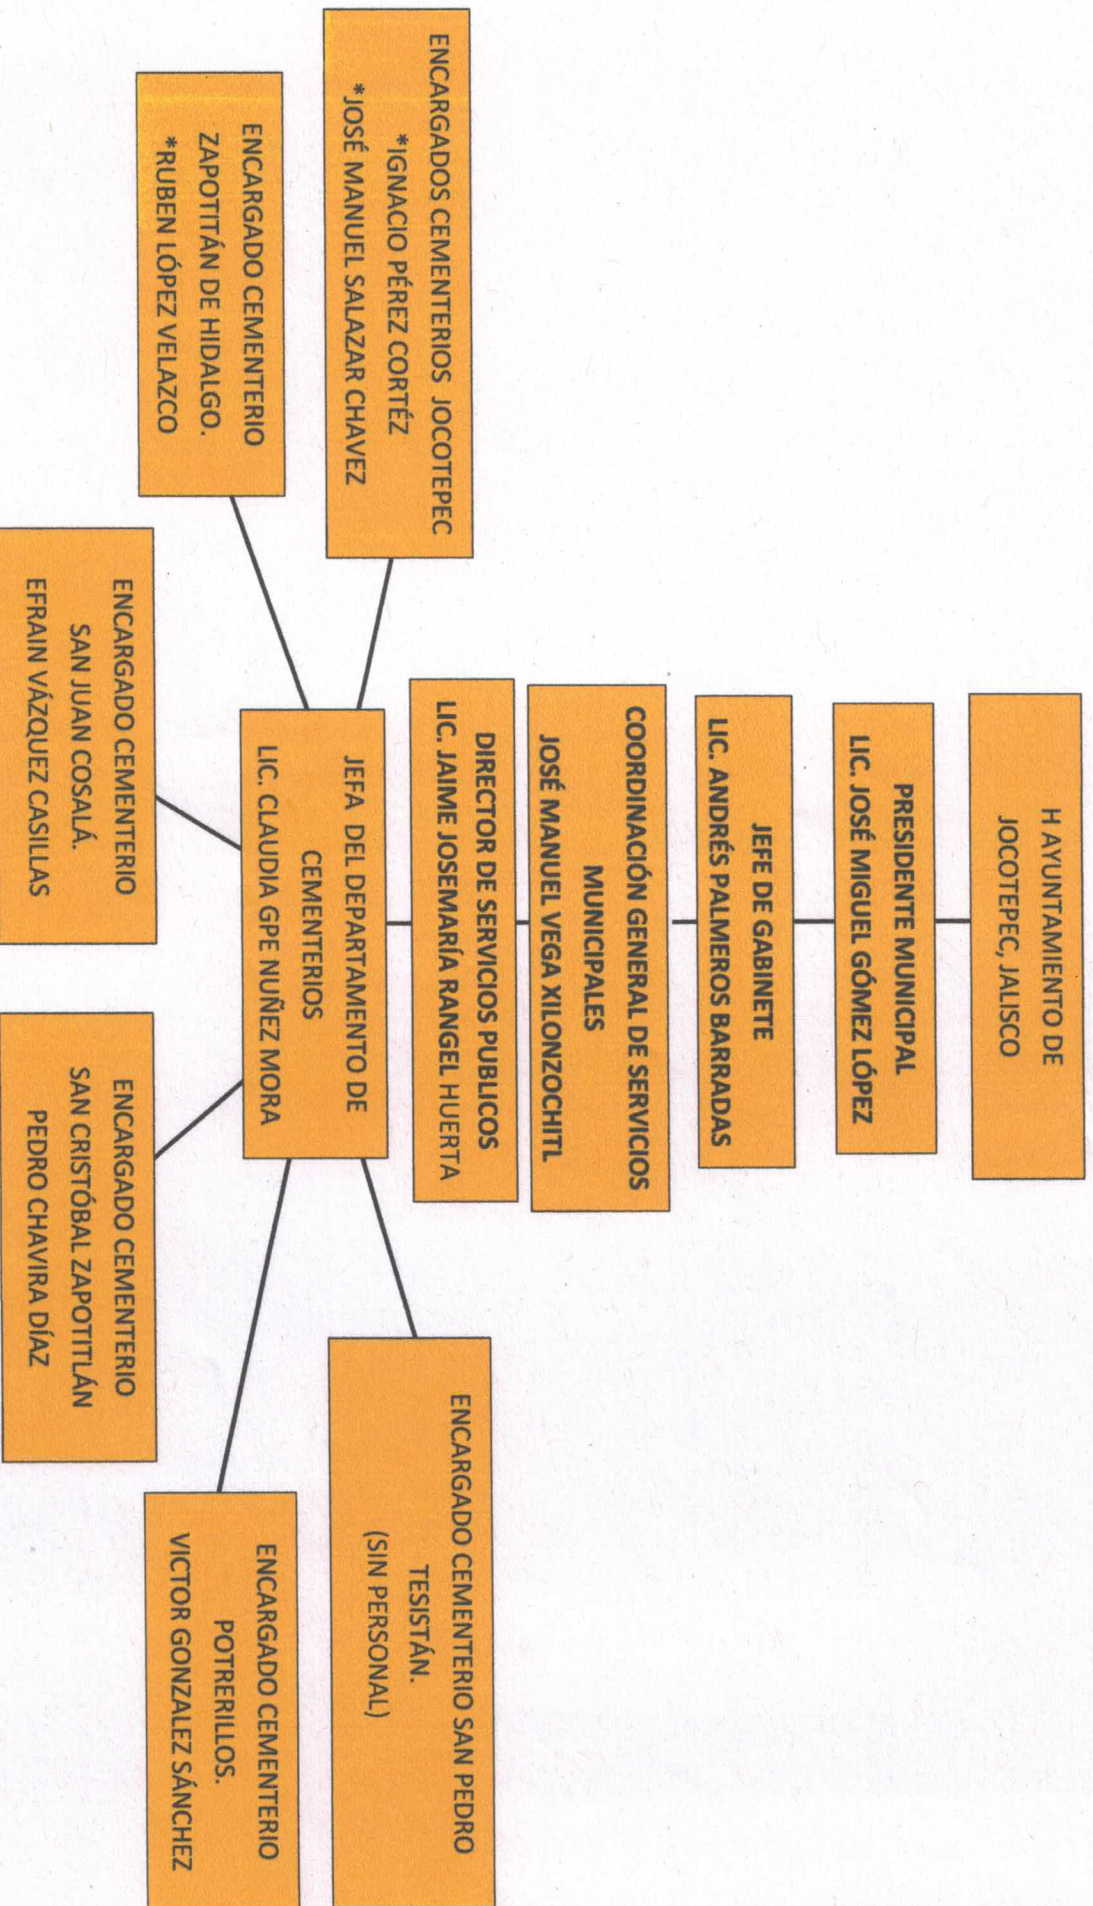 H AYUNTAMIENTO DE
JOCOTEPEC, JALISCO
PRESIDENTE MUNICIPAL
LIC. JOSÉ MIGUEL GÓMEZ LÓPEZ
JEFE DE GABINETE
LIC. ANDRÉS PALMEROS BARRADAS
COORDINACIÓN GENERAL DE SERVICIOS
MUNICIPALES
JOSÉ MANUEL VEGA XILONZOCHITL
DIRECTOR DE SERVICIOS PUBLICOS
LIC. JAIME JOSEMARÍA RANGEL HUERTA
JEFA DEL DEPARTAMENTO DE
CEMENTERIOS
LIC. CLAUDIA GPE NUÑEZ MORA
ENCARGADOS CEMENTERIOS JOCOTEPEC
*IGNACIO PÉREZ CORTÉZ
*JOSÉ MANUEL SALAZAR CHAVEZ
ENCARGADO CEMENTERIO
ZAPOTITÁN DE HIDALGO.
*RUBEN LÓPEZ VELAZCO
ENCARGADO CEMENTERIO
SAN JUAN COSALÁ.
EFRAIN VÁZQUEZ CASILLAS
ENCARGADO CEMENTERIO
SAN CRISTÓBAL ZAPOTITLÁN
PEDRO CHAVIRA DÍAZ
ENCARGADO CEMENTERIO
POTRERILLOS.
VICTOR GONZALEZ SÁNCHEZ
ENCARGADO CEMENTERIO SAN PEDRO
TESISTÁN.
(SIN PERSONAL)